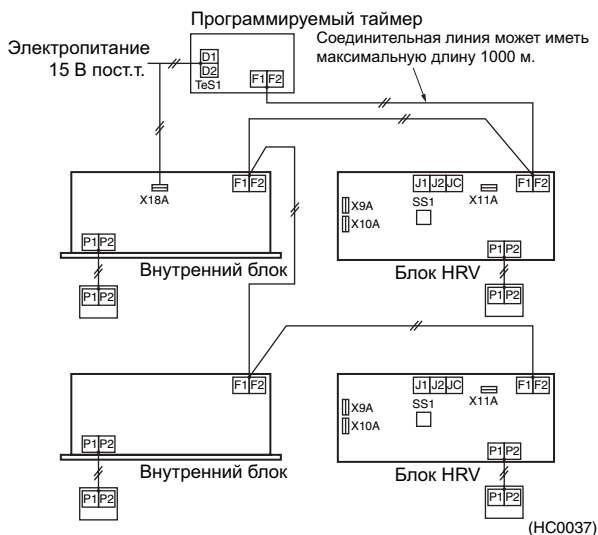 Программируемый таймер
Электропитание
15 В пост.т.
Соединительная линия может иметь
максимальную длину 1000 м.
D1
D2
TeS1
F1 F2
X18A
F1 F2
P1 P2
Внутренний блок
P1 P2
J1 J2 JC
X11A
F1 F2
X9A
X10A
SS1
P1 P2
Блок HRV
P1 P2
F1 F2
P1 P2
Внутренний блок
P1 P2
J1 J2 JC
X11A
F1 F2
X9A
X10A
SS1
P1 P2
Блок HRV
P1 P2
(HC0037)